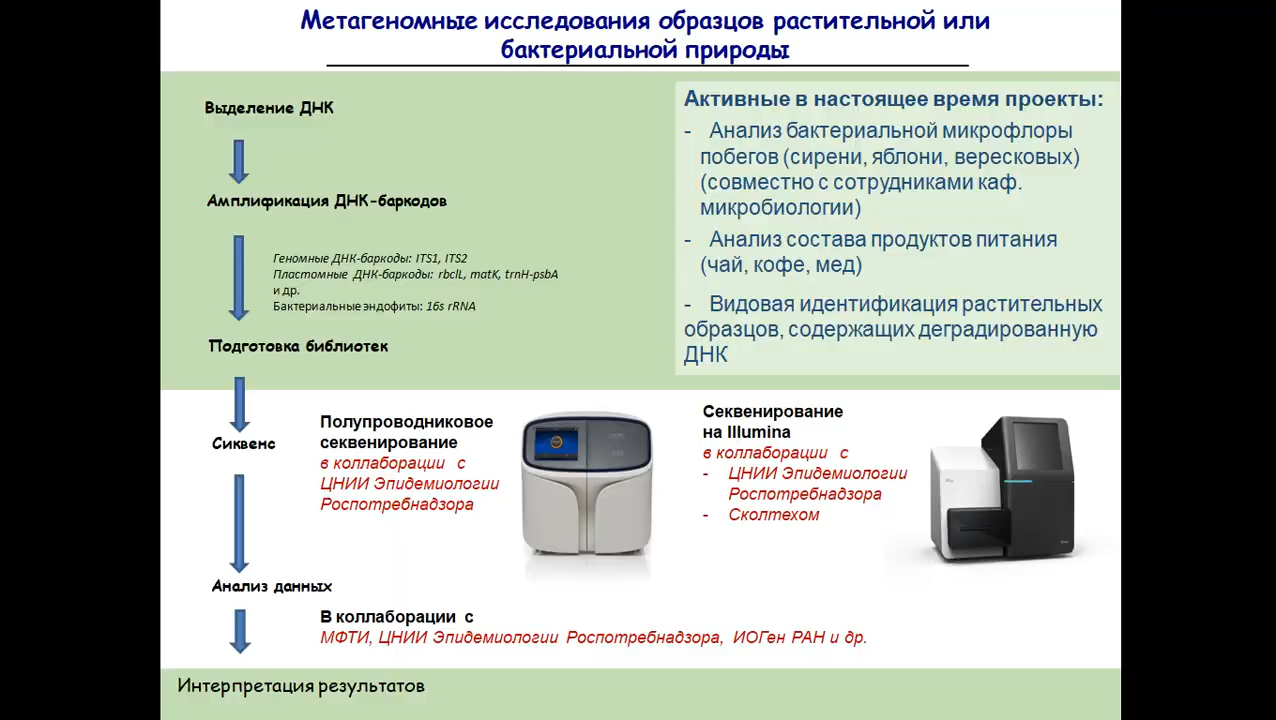 Метагеномные исследования образцов растительной или
бактериальной природы
Выделение ДНК
Амплификация ДНК-баркодов
Геномные ДНК-баркоды: ITS1, ITS2
Пластомные ДНК-баркоды: rbclL, matK, trnH-psbA
и др.
Бактериальные эндофиты: 16s rRNA
Подготовка библиотек
Активные в настоящее время проекты:
- Анализ бактериальной микрофлоры
побегов (сирени, яблони, вересковых)
(совместно с сотрудниками каф.
микробиологии)
- Анализ состава продуктов питания
(чай, кофе, мед)
- Видовая идентификация растительных
образцов, содержащих деградированную
ДНК
Сиквенс
Полупроводниковое
секвенирование
в коллаборации с
ЦНИИ Эпидемиологии
Роспотребнадзора
Секвенирование
на Illumina
в коллаборации с
- ЦНИИ Эпидемиологии
Роспотребнадзора
- Сколтехом
Анализ данных
В коллаборации с
МФТИ, ЦНИИ Эпидемиологии Роспотребнадзора, ИОГен РАН и др.
Интерпретация результатов